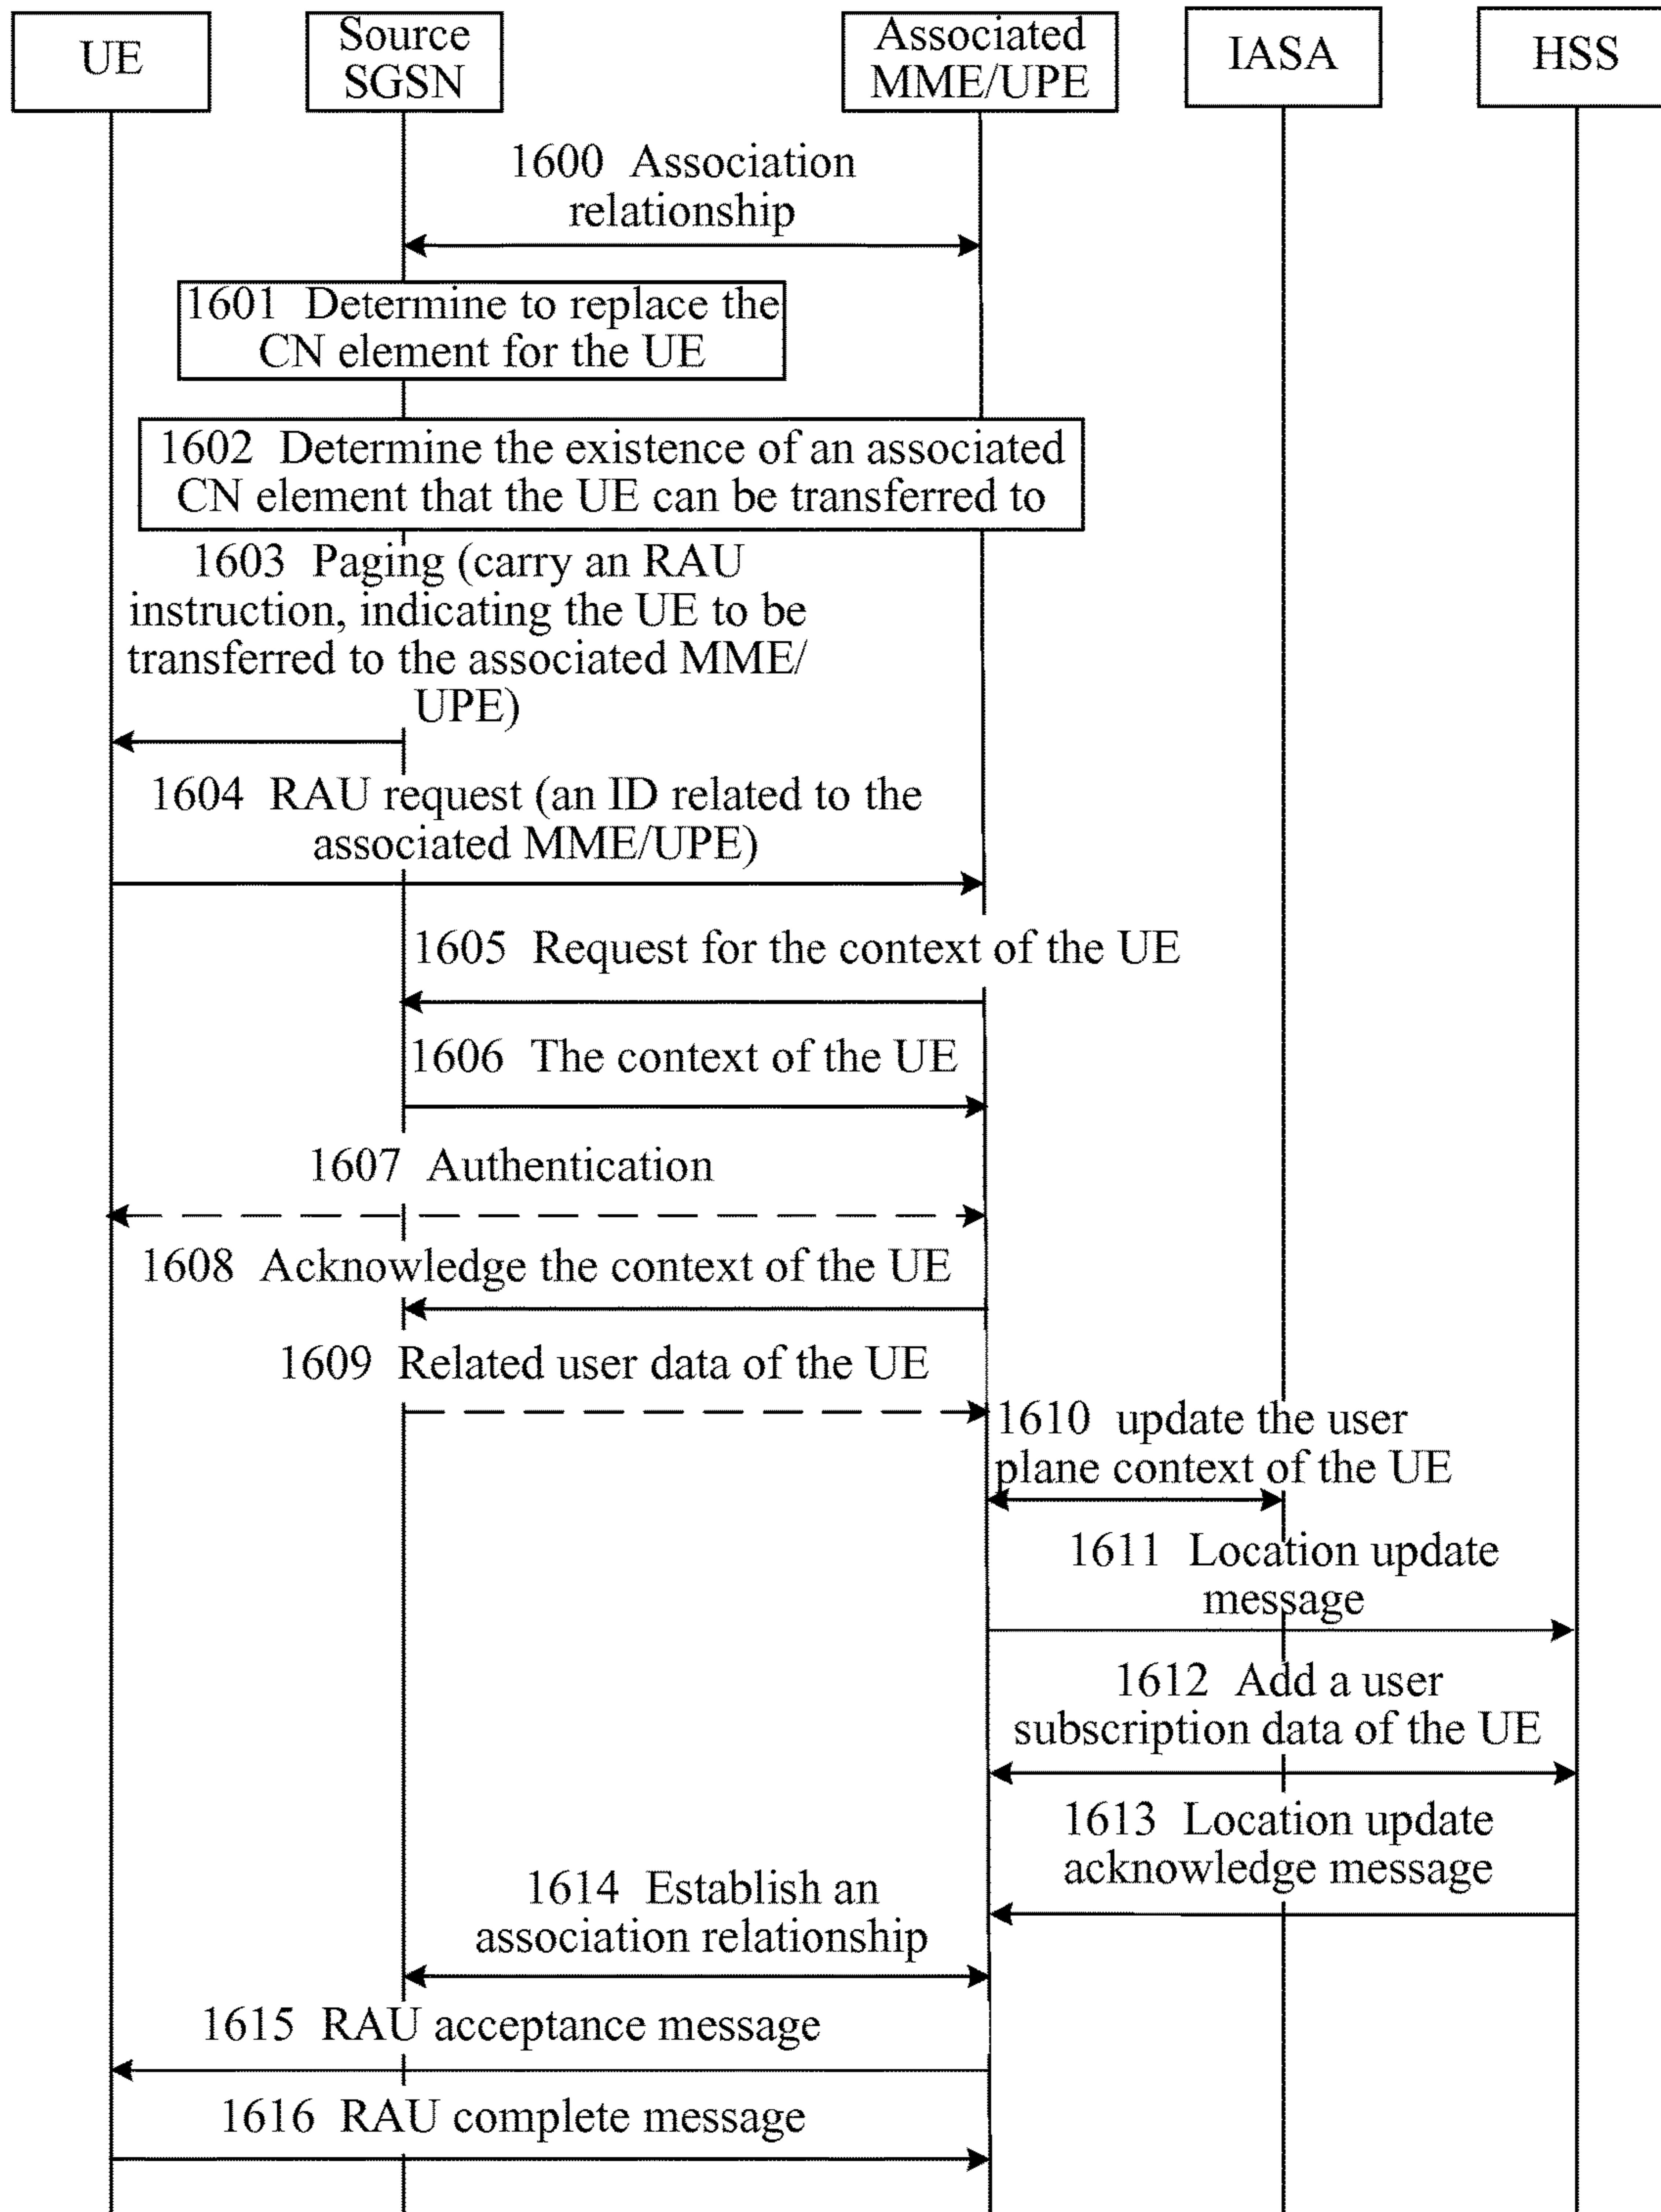 UE
Source
SGSN
Associated
MME/UPE
IASA
HSS
1600 Association
relationship
1601 Determine to replace the
CN element for the UE
1602 Determine the existence of an associated
CN element that the UE can be transferred to
1603 Paging (carry an RAU
instruction, indicating the UE to be
transferred to the associated MME/
UPE)
1604 RAU request (an ID related to the
associated MME/UPE)
1605 Request for the context of the UE
1606 The context of the UE
1607 Authentication
1608 Acknowledge the context of the UE
1609 Related user data of the UE
1610 update the user
plane context of the UE
1611 Location update
message
1612 Add a user
subscription data of the UE
1613 Location update
acknowledge message
1614 Establish an
association relationship
1615 RAU acceptance message
1616 RAU complete message